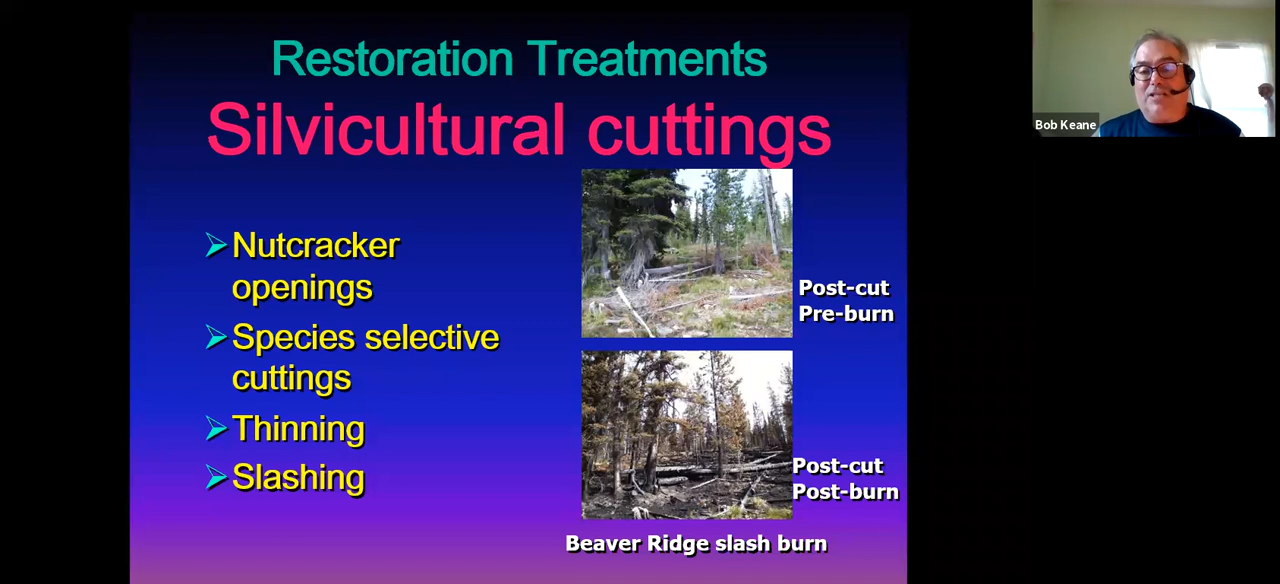 Restoration Treatments
Silvicultural cuttings
Nutcracker
openings
Species selective
cuttings
Thinning
Slashing
Post-cut
Pre-burn
Post-cut
Post-burn
Beaver Ridge slash burn
Bob Keane